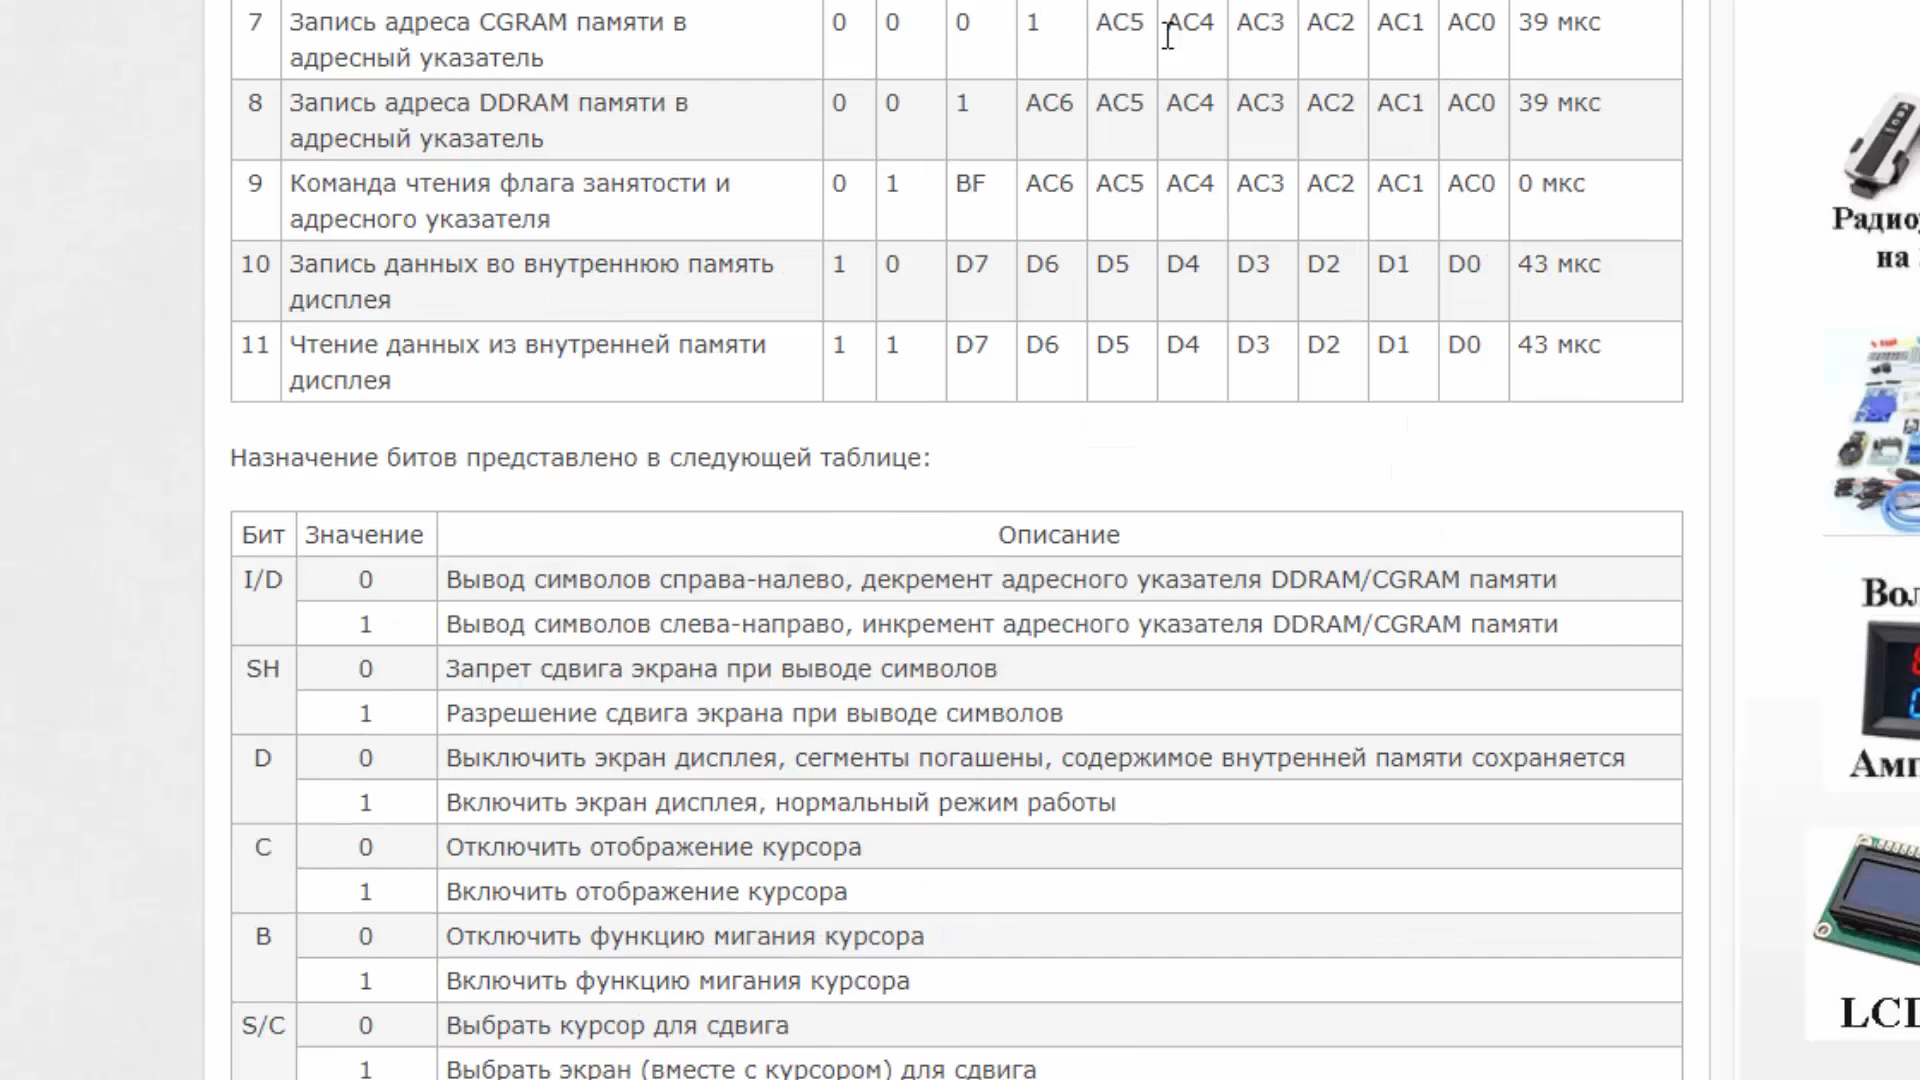 7 Запись адреса CGRAM памяти в 0 0 0 1 AC5 AC4 AC3 AC2 AC1 AC0 39 мкс
адресный указатель
8 Запись адреса DDRAM памяти в 0 0 1 AC6 AC5 AC4 AC3 AC2 AC1 AC0 39 мкс
адресный указатель
9 Команда чтения флага занятости и 0 1 BF AC6 AC5 AC4 AC3 AC2 AC1 AC0 0 мкс
адресного указателя
10 Запись данных во внутреннюю память 1 0 D7 D6 D5 D4 D3 D2 D1 D0 43 мкс
дисплея
11 Чтение данных из внутренней памяти 1 1 D7 D6 D5 D4 D3 D2 D1 D0 43 мкс
дисплея
Назначение битов представлено в следующей таблице:
Бит Значение Описание
I/D 0 Вывод символов справа-налево, декремент адресного указателя DDRAM/CGRAM памяти
1 Вывод символов слева-направо, инкремент адресного указателя DDRAM/CGRAM памяти
SH 0 Запрет сдвига экрана при выводе символов
1 Разрешение сдвига экрана при выводе символов
D 0 Выключить экран дисплея, сегменты погашены, содержимое внутренней памяти сохраняется
1 Включить экран дисплея, нормальный режим работы
C 0 Отключить отображение курсора
1 Включить отображение курсора
B 0 Отключить функцию мигания курсора
1 Включить функцию мигания курсора
S/C 0 Выбрать курсор для сдвига
1 Выбрать экран (вместе с курсором) для сдвига
на